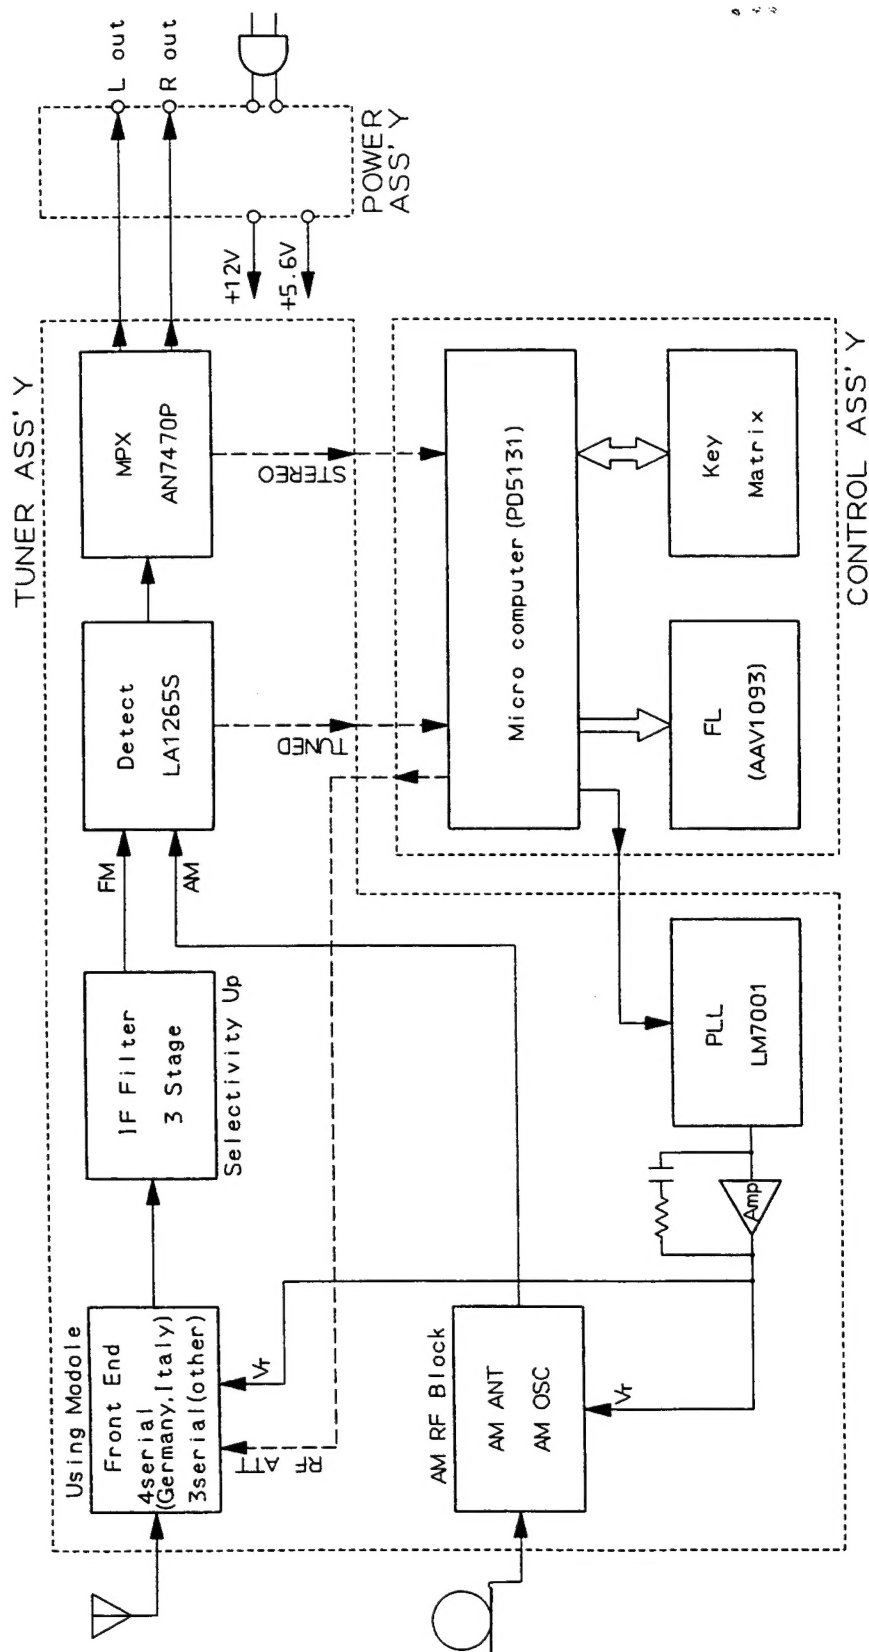 TUNER ASS'Y
Using Modole
Front End
4serial
(Germany.Italy)
3serial(other)
IF Filter
3 Stage
Selectivity Up
FM
AM
Detect
LA1265S
MPX
AN7470P
L out
R out
POWER
ASS'Y
+12V
+5.6V
RF
ATT
VT
TUNED
STEREO
AM RF Block
AM ANT
AM OSC
VT
Amp
PLL
LM7001
Micro computer(PD5131)
FL
(AAV1093)
Key
Matrix
CONTROL ASS'Y